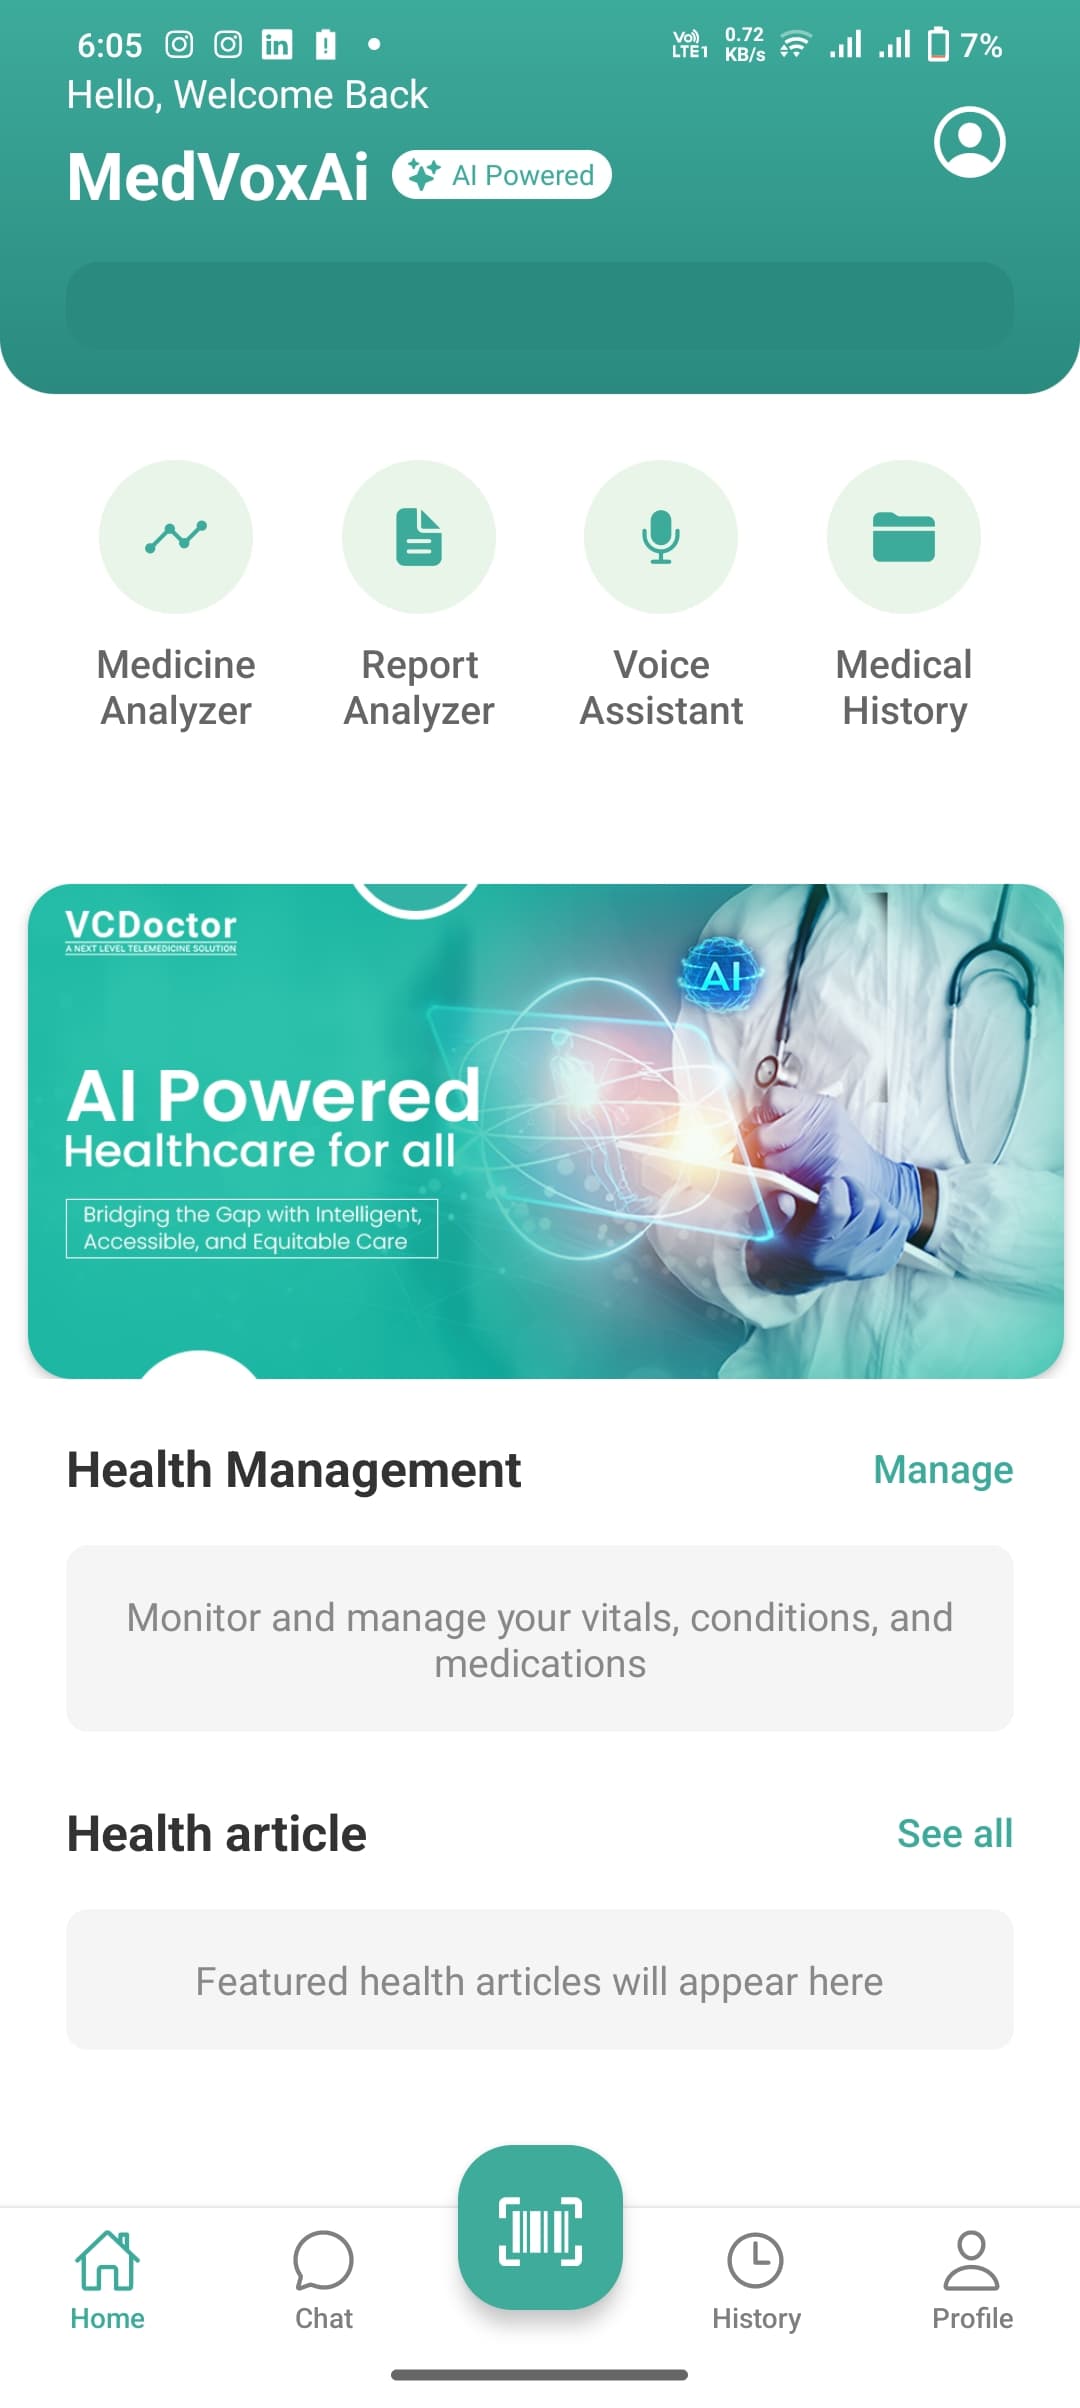 6:05
Vo))
LTE1
0.72
KB/s
7%
Hello, Welcome Back
MedVoxAi
AI Powered
Medicine
Analyzer
Report
Analyzer
Voice
Assistant
Medical
History
VCDoctor
A NEXT LEVEL TELEMEDICINE SOLUTION
AI
AI Powered
Healthcare for all
Bridging the Gap with Intelligent,
Accessible, and Equitable Care
Health Management
Manage
Monitor and manage your vitals, conditions, and
medications
Health article
See all
Featured health articles will appear here
Home
Chat
History
Profile